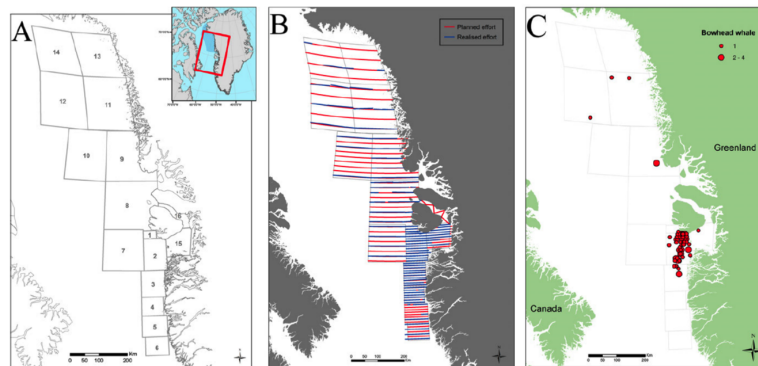 A
14
13
12
11
10
9
8
16
1
15
7
2
3
4
5
6
Km
0 50 100 200
B
Planned effort
Realised effort
Km
0 50 100 200
C
Bowhead whale
1
2 - 4
Greenland
Canada
Km
0 50 100 200